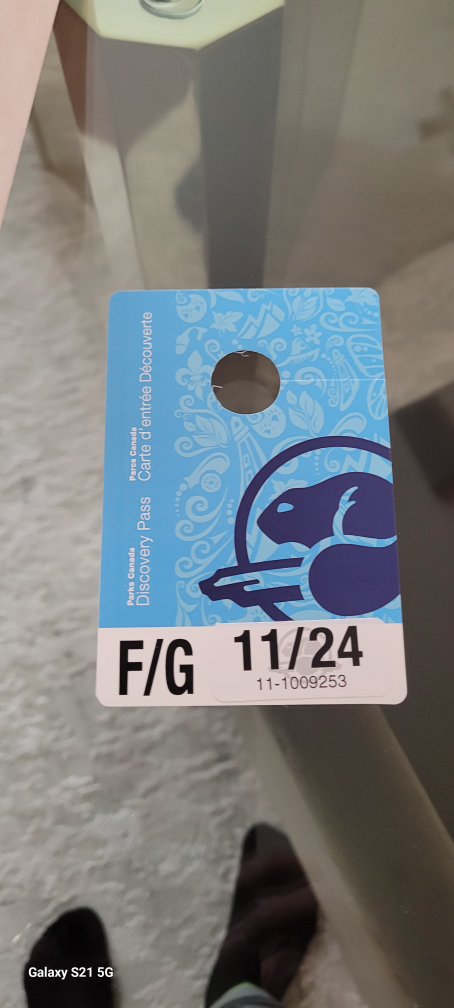 Parks Canada
Discovery Pass
Parcs Canada
Carte d'entrée Découverte
F/G
11/24
11-1009253
Galaxy S21 5G